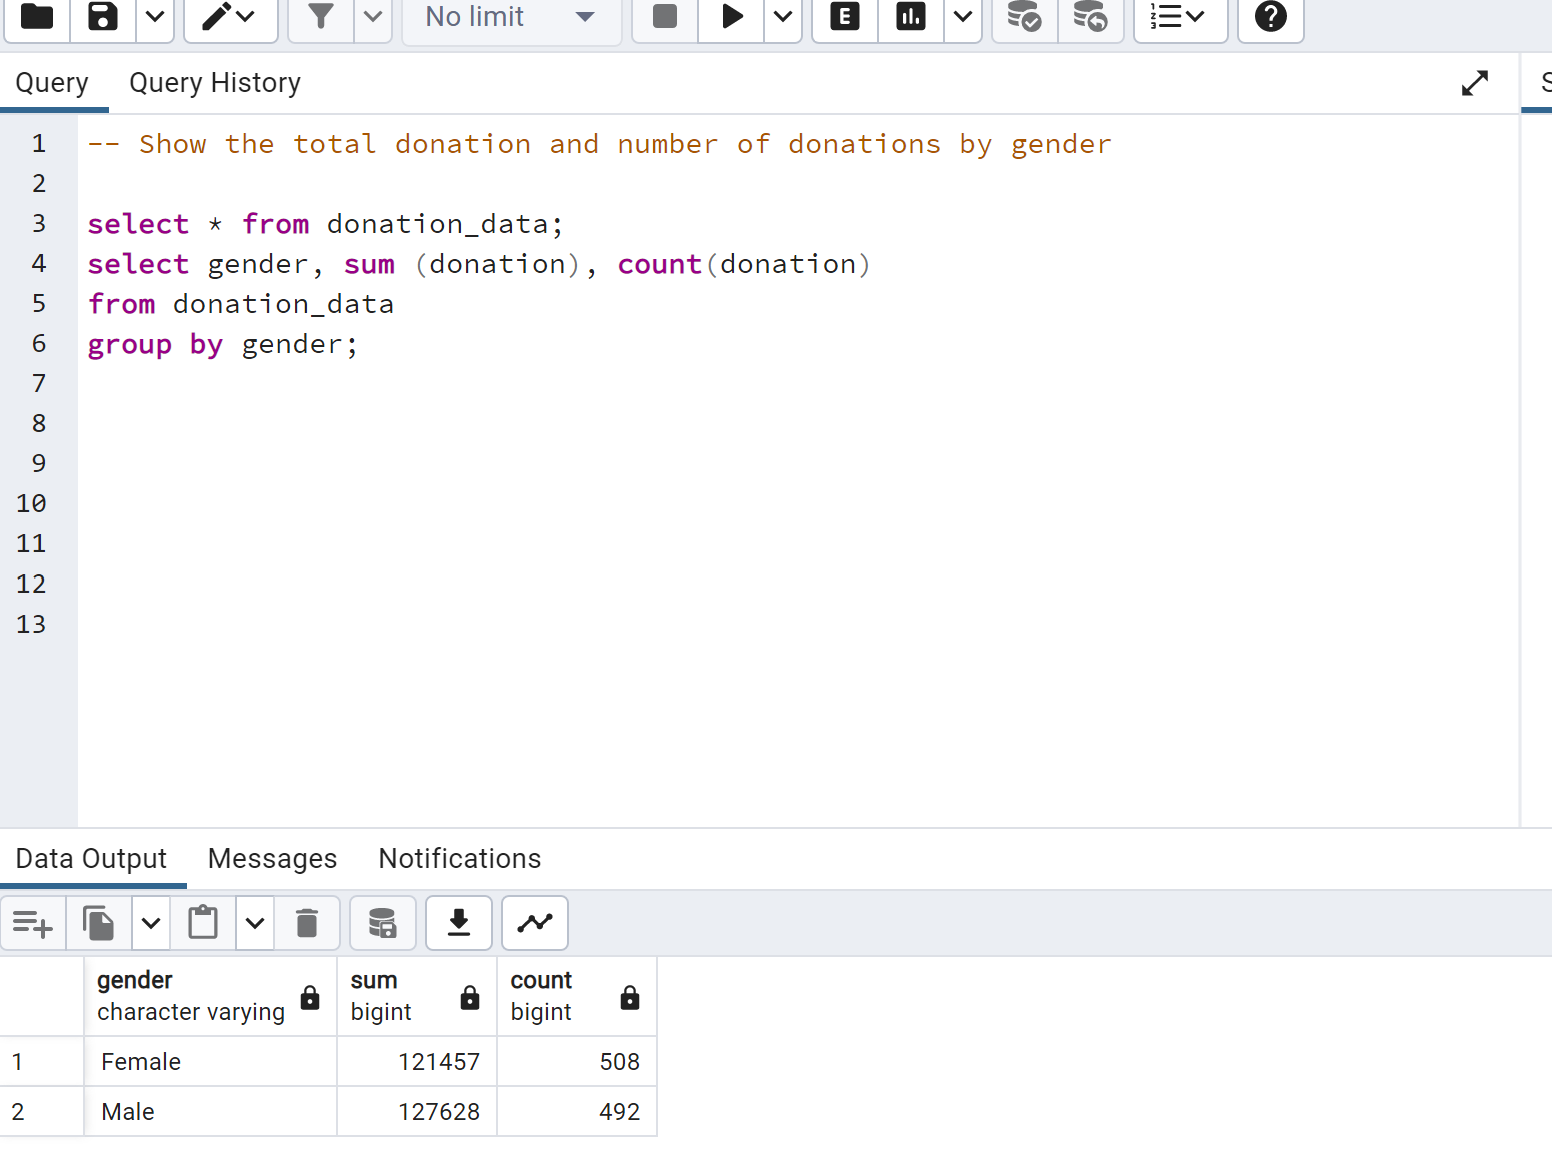 No limit
E
Query Query History
S
1 -- Show the total donation and number of donations by gender
2
3 select * from donation_data;
4 select gender, sum (donation), count(donation)
5 from donation_data
6 group by gender;
7
8
9
10
11
12
13
Data Output Messages Notifications
gender sum count
character varying bigint bigint
1 Female 121457 508
2 Male 127628 492